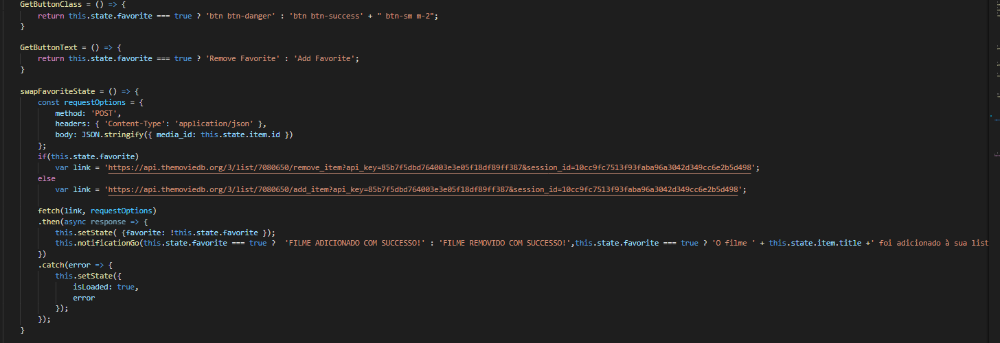 GetButtonClass = () => {
return this.state.favorite === true ? 'btn btn-danger' : 'btn btn-success' + " btn-sm m-2";
}
GetButtonText = () => {
return this.state.favorite === true ? 'Remove Favorite' : 'Add Favorite';
}
swapFavoriteState = () => {
const requestOptions = {
method: 'POST',
headers: { 'Content-Type': 'application/json' },
body: JSON.stringify({ media_id: this.state.item.id })
};
if(this.state.favorite)
var link = 'https://api.themoviedb.org/3/list/7080650/remove_item?api_key=85b7f5dbd764003e3e05f18df89ff387&session_id=10cc9fc7513f93faba96a3042d349cc6e2b5d498';
else
var link = 'https://api.themoviedb.org/3/list/7080650/add_item?api_key=85b7f5dbd764003e3e05f18df89ff387&session_id=10cc9fc7513f93faba96a3042d349cc6e2b5d498';
fetch(link, requestOptions)
.then(async response => {
this.setState( {favorite: !this.state.favorite });
this.notificationGo(this.state.favorite === true ?  'FILME ADICIONADO COM SUCCESSO!' : 'FILME REMOVIDO COM SUCCESSO!',this.state.favorite === true ? 'O filme ' + this.state.item.title +' foi adicionado à sua list
})
.catch(error => {
this.setState({
isLoaded: true,
error
});
});
}